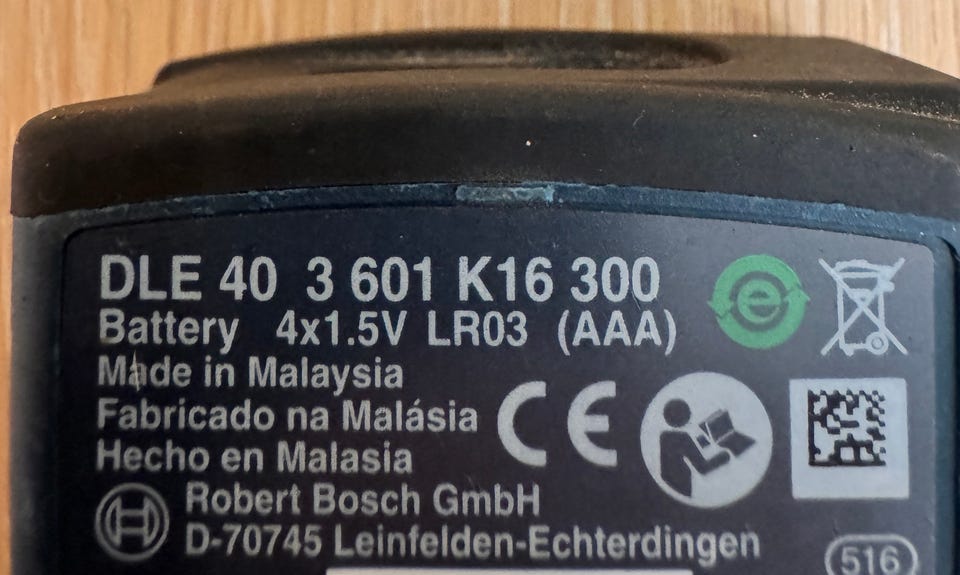 DLE 40 3 601 K16 300
Battery 4x1.5V LR03 (AAA)
Made in Malaysia
Fabricado na Malásia
Hecho en Malasia
CE
Robert Bosch GmbH
D-70745 Leinfelden-Echterdingen
516